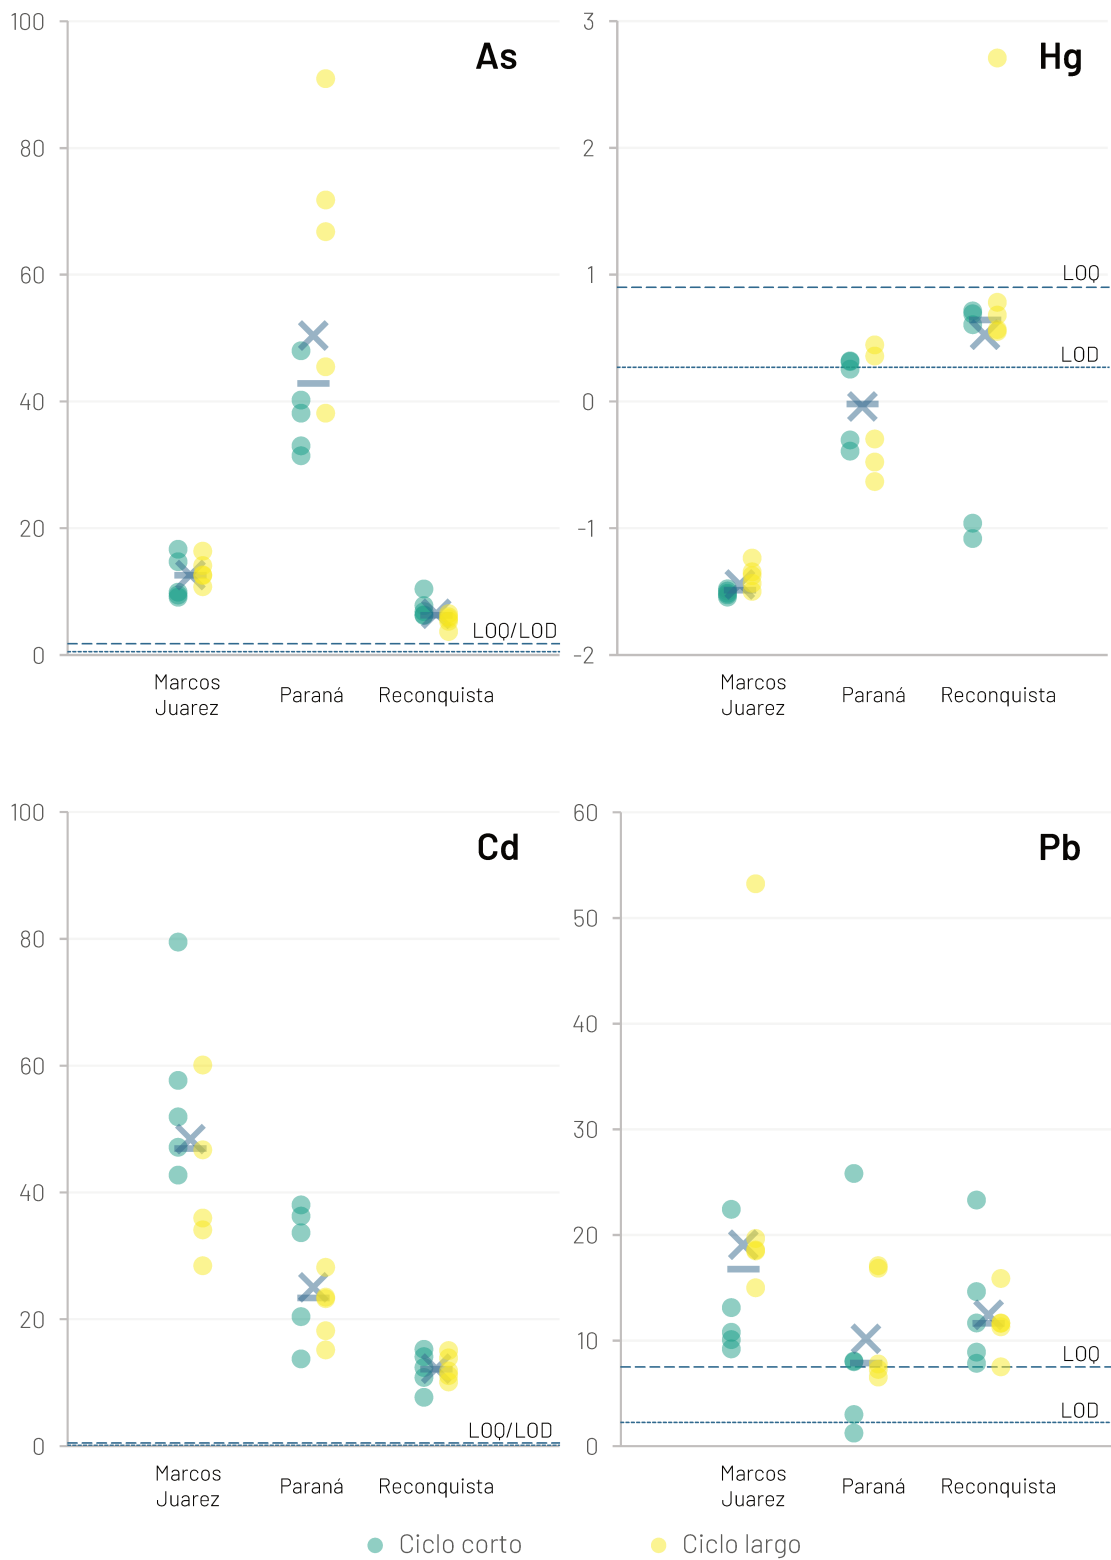 As
100
80
60
40
20
0
LOQ/LOD
Marcos
Juarez
Paraná
Reconquista
Hg
3
2
1
0
-1
-2
LOQ
LOD
Marcos
Juarez
Paraná
Reconquista
Cd
100
80
60
40
20
0
LOQ/LOD
Marcos
Juarez
Paraná
Reconquista
Pb
60
50
40
30
20
10
0
LOQ
LOD
Marcos
Juarez
Paraná
Reconquista
Ciclo corto
Ciclo largo